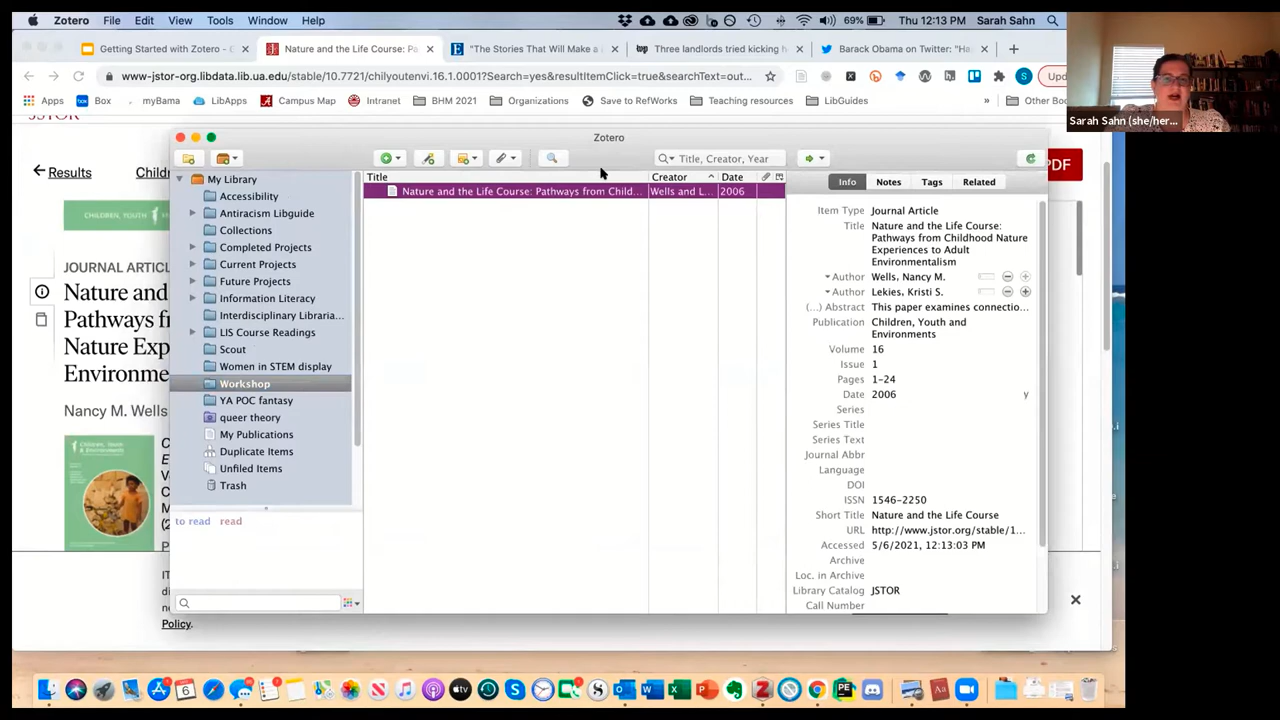 Zotero File Edit View Tools Window Help 69% Thu 12:13 PM Sarah Sahn
Getting Started with Zotero - Nature and the Life Course: Pa "The Stories That Will Make a Three landlords tried kicking h Barack Obama on Twitter: "Ha
www-jstor-org.libdata.lib.ua.edu/stable/10.7721/chilyoutenvi.16.1.0001?Search=yes&resultItemClick=true&searchText=out... Upd
Apps Box myBama LibApps Campus Map Intranet BHM 2021 Organizations Save to RefWorks Teaching resources LibGuides » Other Bo
Sarah Sahn (she/her...
Results
Childr
PDF
CHILDREN, YOUTH
JOURNAL ARTICL
Nature and
Pathways fr
Nature Exp
Environme
Nancy M. Wells
Policy.
Zotero
Title, Creator, Year
My Library
Accessibility
Antiracism Libguide
Collections
Completed Projects
Current Projects
Future Projects
Information Literacy
Interdisciplinary Libraria...
LIS Course Readings
Scout
Women in STEM display
Workshop
YA POC fantasy
queer theory
My Publications
Duplicate Items
Unfiled Items
Trash
to read read
Title Creator Date
Nature and the Life Course: Pathways from Child... Wells and L... 2006
Info Notes Tags Related
Item Type Journal Article
Title Nature and the Life Course:
Pathways from Childhood Nature
Experiences to Adult
Environmentalism
Author Wells, Nancy M.
Author Lekies, Kristi S.
(...) Abstract This paper examines connectio...
Publication Children, Youth and
Environments
Volume 16
Issue 1
Pages 1-24
Date 2006 y
Series
Series Title
Series Text
Journal Abbr
Language
DOI
ISSN 1546-2250
Short Title Nature and the Life Course
URL http://www.jstor.org/stable/1...
Accessed 5/6/2021, 12:13:03 PM
Archive
Loc. in Archive
Library Catalog JSTOR
Call Number